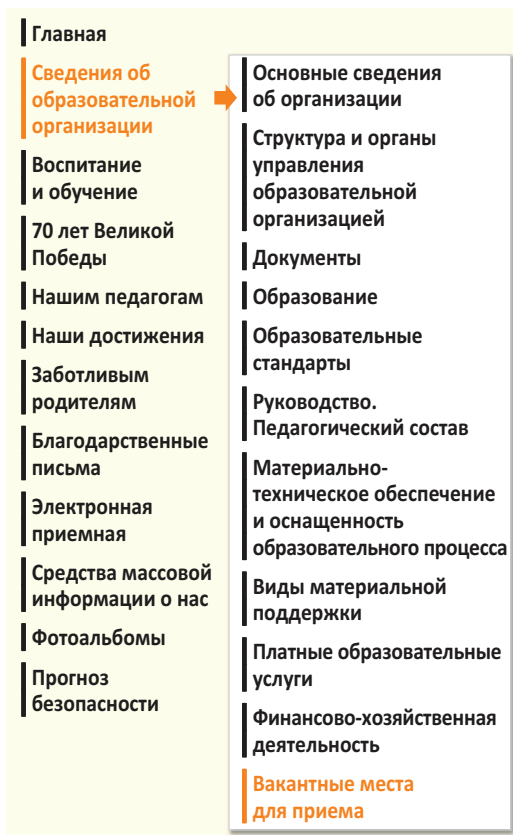 Главная
Сведения об
образовательной
организации
Воспитание
и обучение
70 лет Великой
Победы
Нашим педагогам
Наши достижения
Заботливым
родителям
Благодарственные
письма
Электронная
приемная
Средства массовой
информации о нас
Фотоальбомы
Прогноз
безопасности
Основные сведения
об организации
Структура и органы
управления
образовательной
организацией
Документы
Образование
Образовательные
стандарты
Руководство.
Педагогический состав
Материально-
техническое обеспечение
и оснащенность
образовательного процесса
Виды материальной
поддержки
Платные образовательные
услуги
Финансово-хозяйственная
деятельность
Вакантные места
для приема